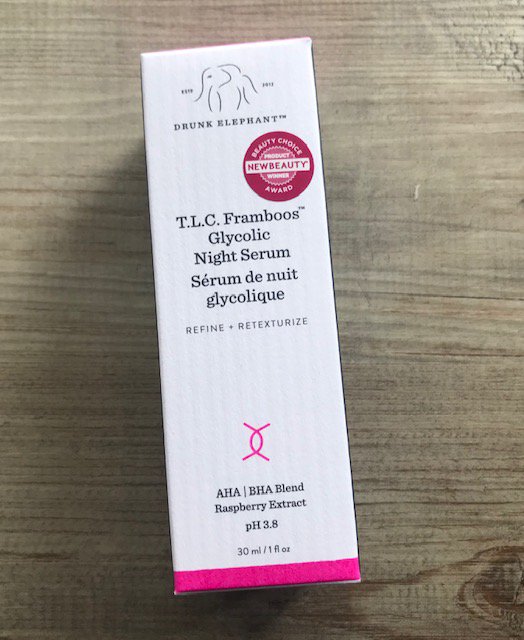 ESTD 2012
DRUNK ELEPHANT™
BEAUTY CHOICE
PRODUCT
NEWBEAUTY®
WINNER
AWARD
T.L.C. Framboos™
Glycolic
Night Serum
Sérum de nuit
glycolique
REFINE + RETEXTURIZE
AHA | BHA Blend
Raspberry Extract
pH 3.8
30 ml / 1 fl oz